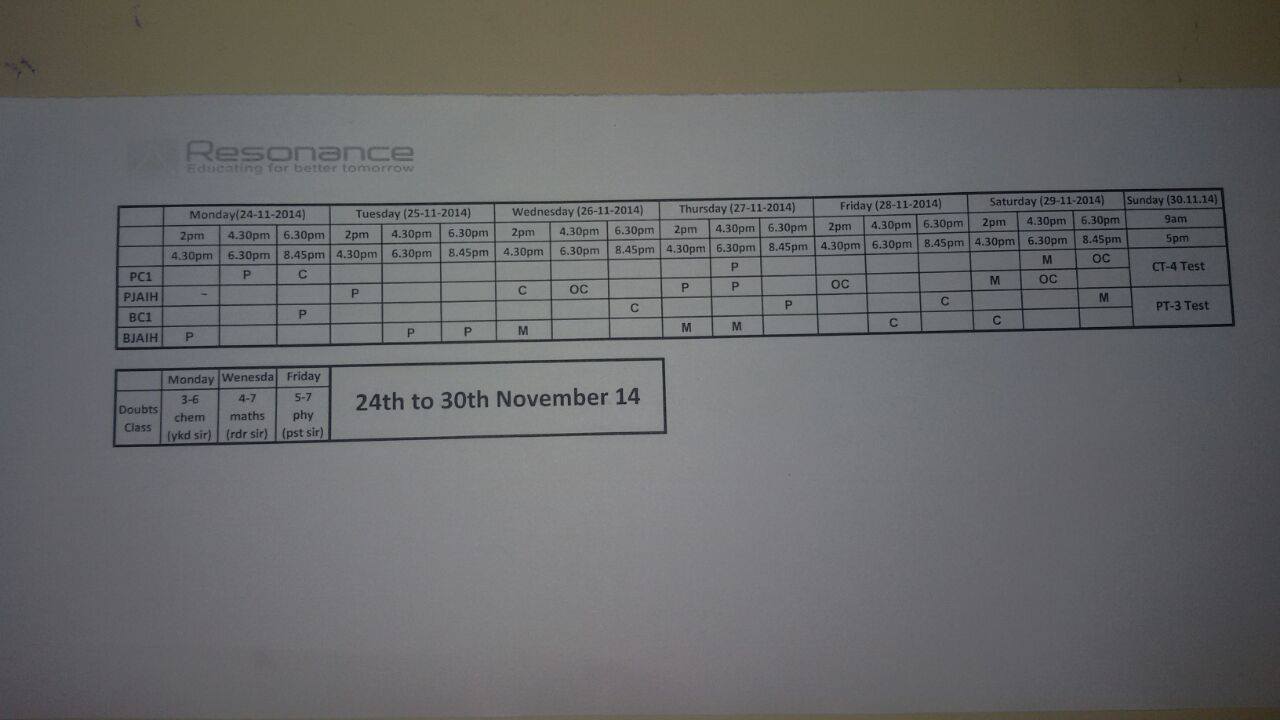 Resonance
Educating for better tomorrow
Monday(24-11-2014) Tuesday (25-11-2014) Wednesday (26-11-2014) Thursday (27-11-2014) Friday (28-11-2014) Saturday (29-11-2014) Sunday (30.11.14)
2pm 4.30pm 6.30pm 2pm 4.30pm 6.30pm 2pm 4.30pm 6.30pm 2pm 4.30pm 6.30pm 2pm 4.30pm 6.30pm 2pm 4.30pm 6.30pm 9am
4.30pm 6.30pm 8.45pm 4.30pm 6.30pm 8.45pm 4.30pm 6.30pm 8.45pm 4.30pm 6.30pm 8.45pm 4.30pm 6.30pm 8.45pm 4.30pm 6.30pm 8.45pm 5pm
PC1 P C P M OC CT-4 Test
PJAIH - P C OC P P OC M OC
BC1 P C P C M PT-3 Test
BJAIH P P P M M M C C
Monday Wenesda Friday
Doubts Class
3-6 4-7 5-7
chem maths phy
(ykd sir) (rdr sir) (pst sir)
24th to 30th November 14